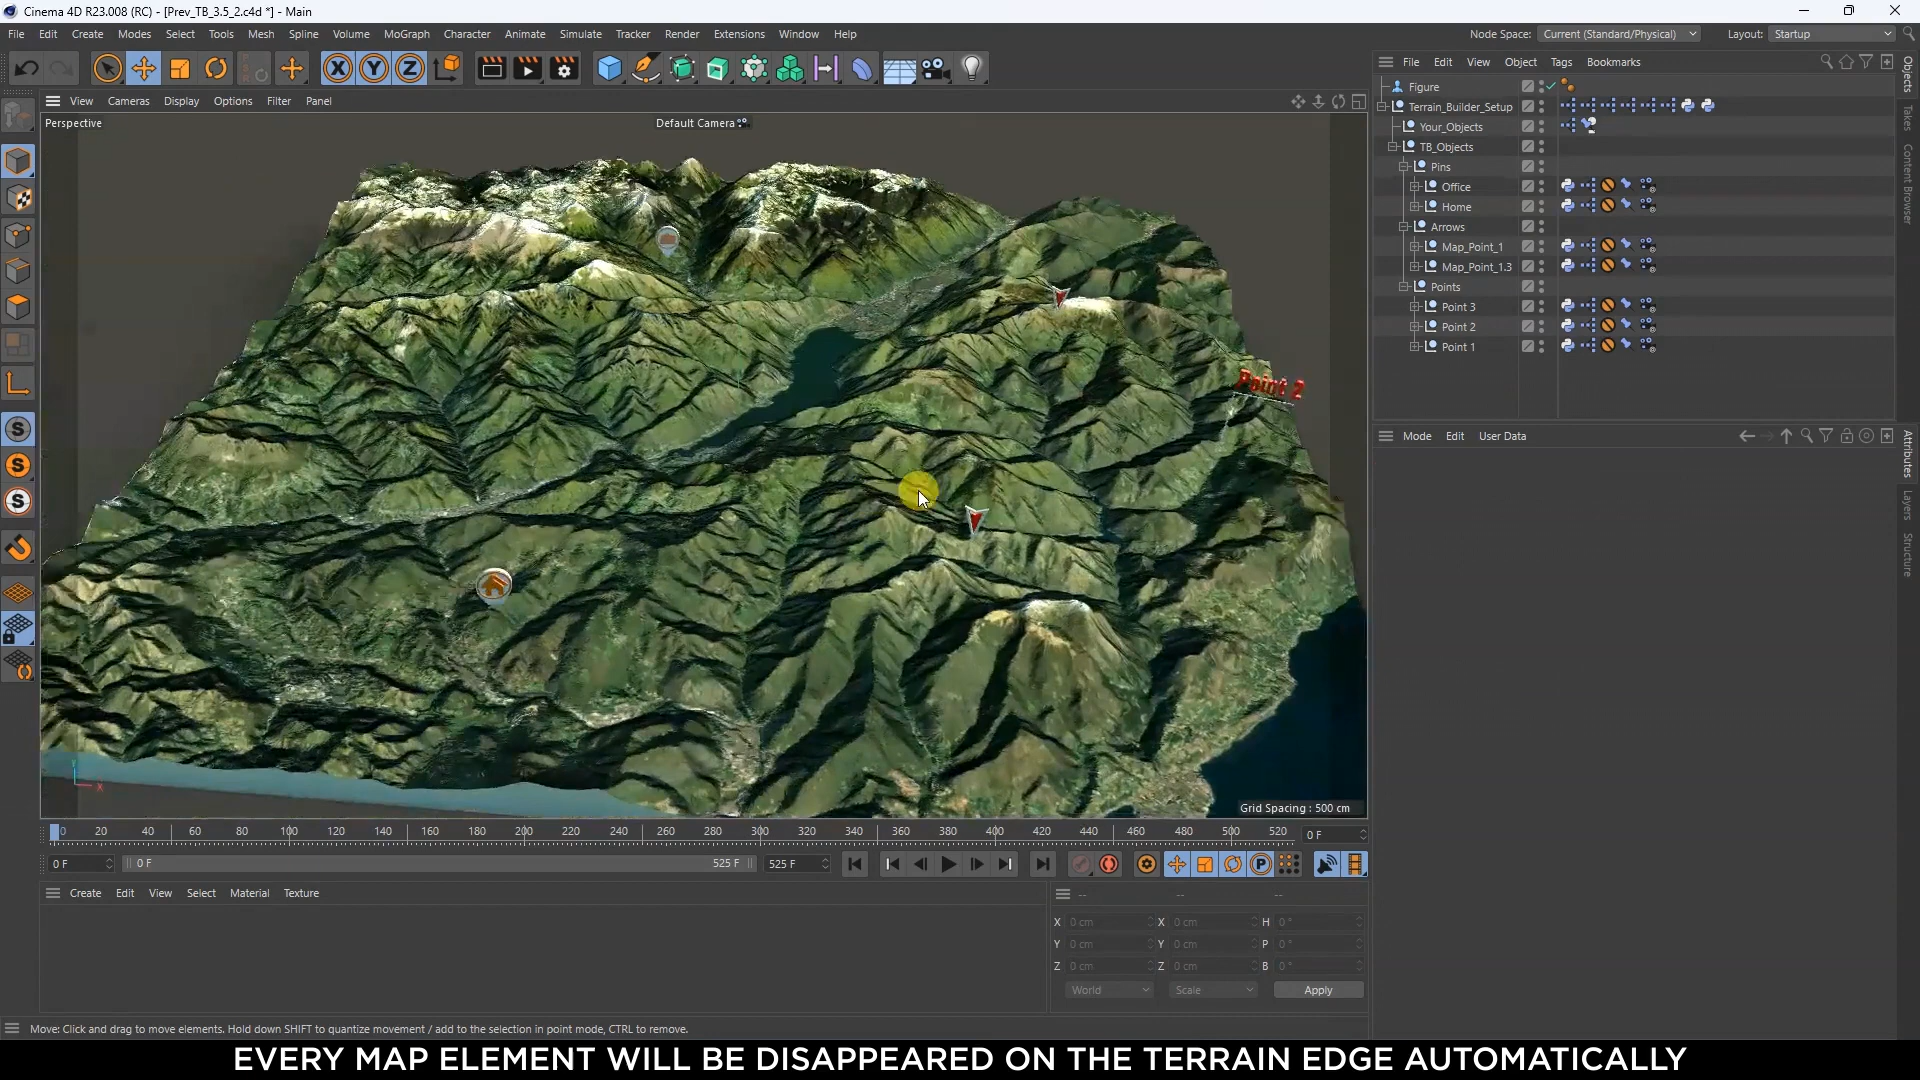 Cinema 4D R23.008 (RC) - [Prev_TB_3.5_2.c4d *] - Main
File Edit Create Modes Select Tools Mesh Spline Volume MoGraph Character Animate Simulate Tracker Render Extensions Window Help
Node Space: Current (Standard/Physical) Layout: Startup
X Y Z
File Edit View Object Tags Bookmarks
View Cameras Display Options Filter Panel
Perspective
Default Camera
Figure
Terrain_Builder_Setup
Your_Objects
TB_Objects
Pins
Office
Home
Arrows
Map_Point_1
Map_Point_1.3
Points
Point 3
Point 2
Point 1
Objects
Takes
Content Browser
Point 2
Mode Edit User Data
Attributes
Layers
Structure
S
S
S
Y
X
Grid Spacing : 500 cm
0 20 40 60 80 100 120 140 160 180 200 220 240 260 280 300 320 340 360 380 400 420 440 460 480 500 520 0 F
0 F 0 F 525 F 525 F
P
Create Edit View Select Material Texture
-- -- --
X 0 cm X 0 cm H 0 °
Y 0 cm Y 0 cm P 0 °
Z 0 cm Z 0 cm B 0 °
World Scale Apply
Move: Click and drag to move elements. Hold down SHIFT to quantize movement / add to the selection in point mode, CTRL to remove.
EVERY MAP ELEMENT WILL BE DISAPPEARED ON THE TERRAIN EDGE AUTOMATICALLY